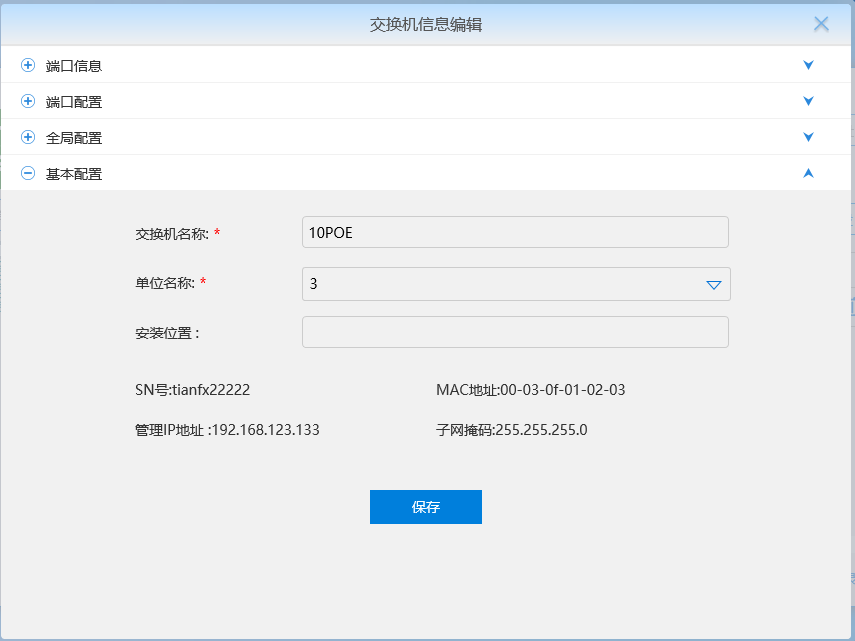 交换机信息编辑
端口信息
端口配置
全局配置
基本配置
交换机名称: * 10POE
单位名称: * 3
安装位置 :
SN号:tianfx22222 MAC地址:00-03-0f-01-02-03
管理IP地址 :192.168.123.133 子网掩码:255.255.255.0
保存